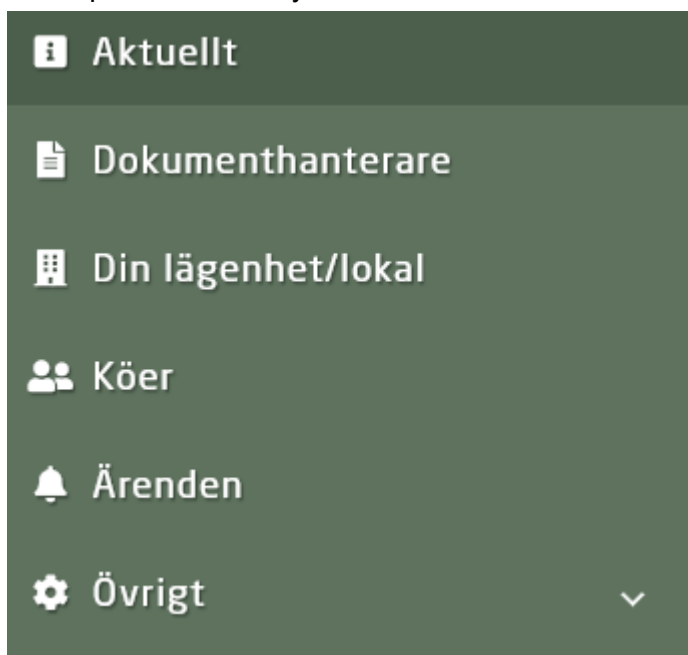 Aktuellt
Dokumenthanterare
Din lägenhet/lokal
Köer
Ärenden
Övrigt